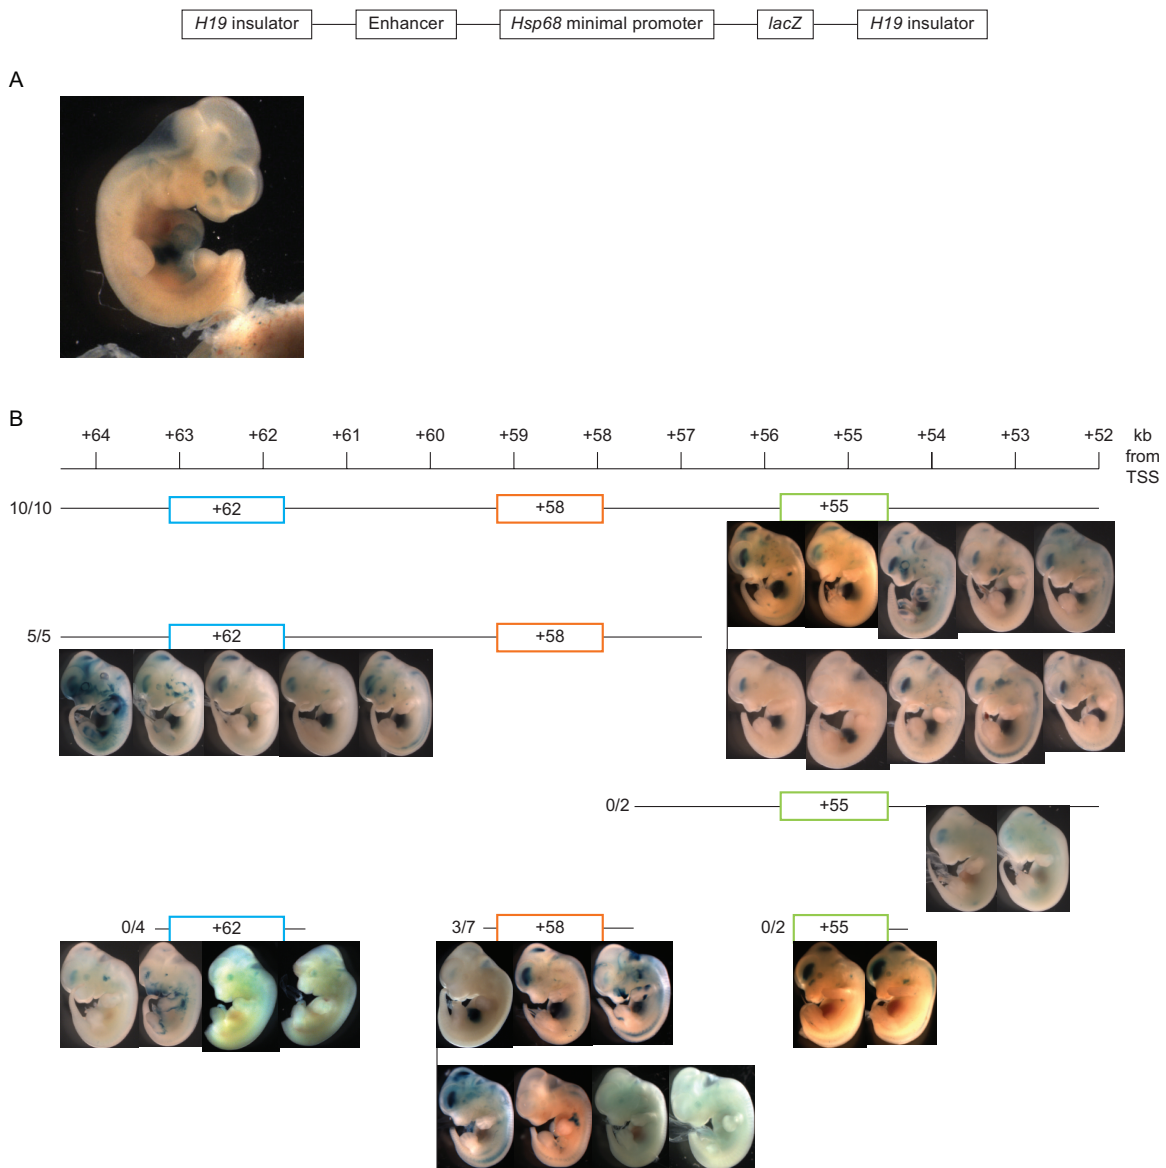 H19 insulator Enhancer Hsp68 minimal promoter lacZ H19 insulator
A
B
+64 +63 +62 +61 +60 +59 +58 +57 +56 +55 +54 +53 +52 kb
from
TSS
10/10 +62 +58 +55
5/5 +62 +58
0/2 +55
0/4 +62 3/7 +58 0/2 +55